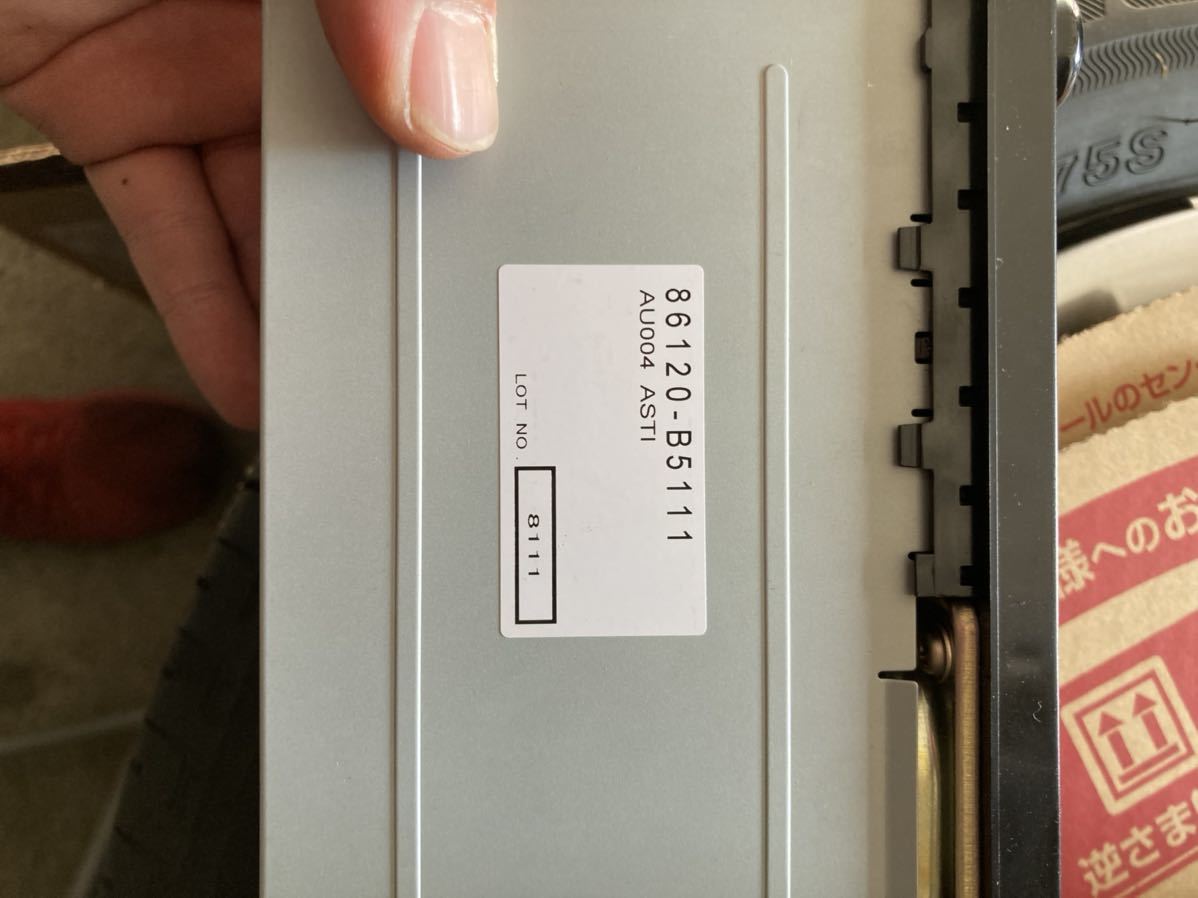 86120-B5111
AU004 ASTI
LOT NO.
8111
75S
ールのセン
様へのお
逆さま